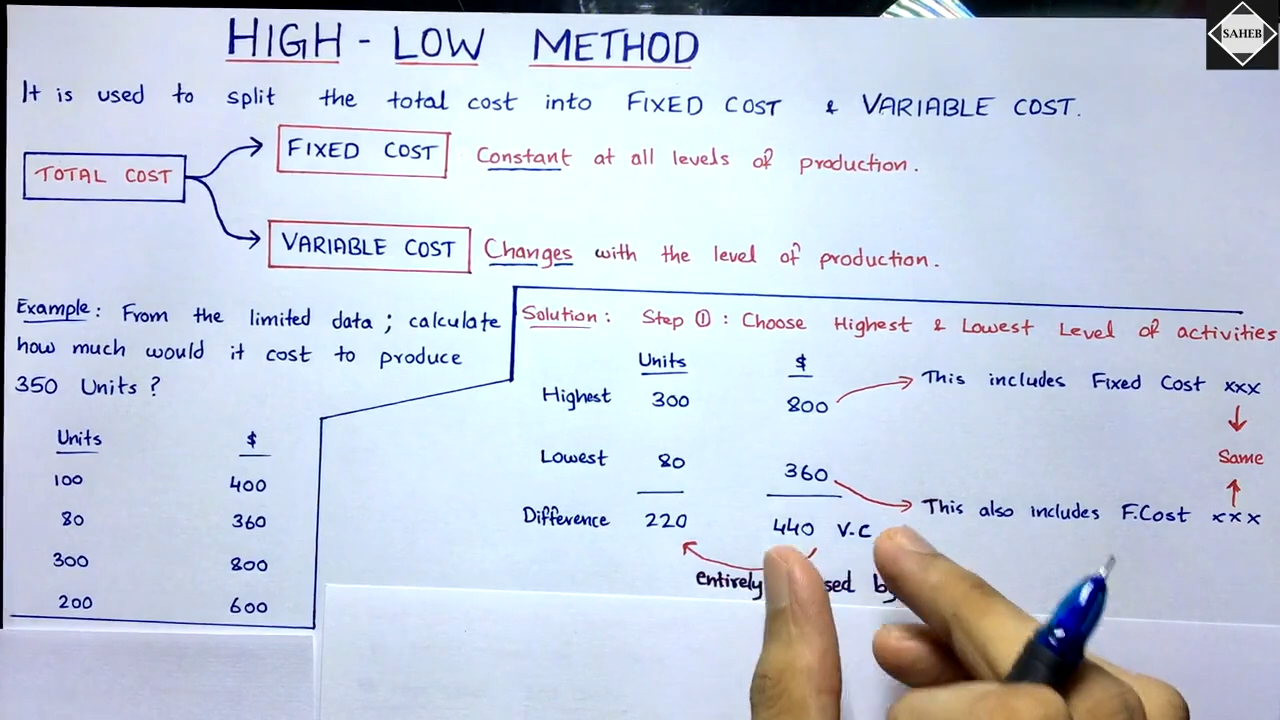 SAHEB
HIGH - LOW METHOD
It is used to split the total cost into FIXED COST & VARIABLE COST.
TOTAL COST
FIXED COST Constant at all levels of production.
VARIABLE COST Changes with the level of production.
Example: From the limited data; calculate
how much would it cost to produce
350 Units?
Units $
100 400
80 360
300 800
200 600
Solution: Step ①: Choose Highest & Lowest Level of activities
Units $
Highest 300 800 This includes Fixed Cost xxx
Same
Lowest 80 360 This also includes F.Cost xxx
Difference 220 440 V.C
entirely